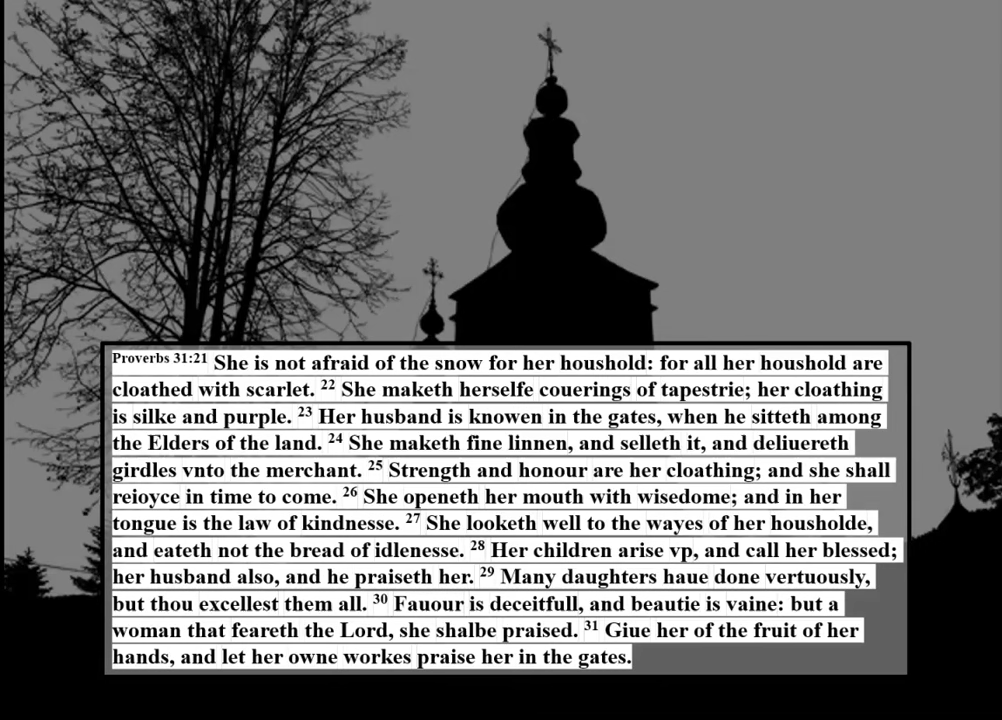 Proverbs 31:21 She is not afraid of the snow for her houshold: for all her houshold are
cloathed with scarlet. 22 She maketh herselfe couerings of tapestrie; her cloathing
is silke and purple. 23 Her husband is knowen in the gates, when he sitteth among
the Elders of the land. 24 She maketh fine linnen, and selleth it, and deliuereth
girdles vnto the merchant. 25 Strength and honour are her cloathing; and she shall
reioyce in time to come. 26 She openeth her mouth with wisedome; and in her
tongue is the law of kindnesse. 27 She looketh well to the wayes of her housholde,
and eateth not the bread of idlenesse. 28 Her children arise vp, and call her blessed;
her husband also, and he praiseth her. 29 Many daughters haue done vertuously,
but thou excellest them all. 30 Fauour is deceitfull, and beautie is vaine: but a
woman that feareth the Lord, she shalbe praised. 31 Giue her of the fruit of her
hands, and let her owne workes praise her in the gates.